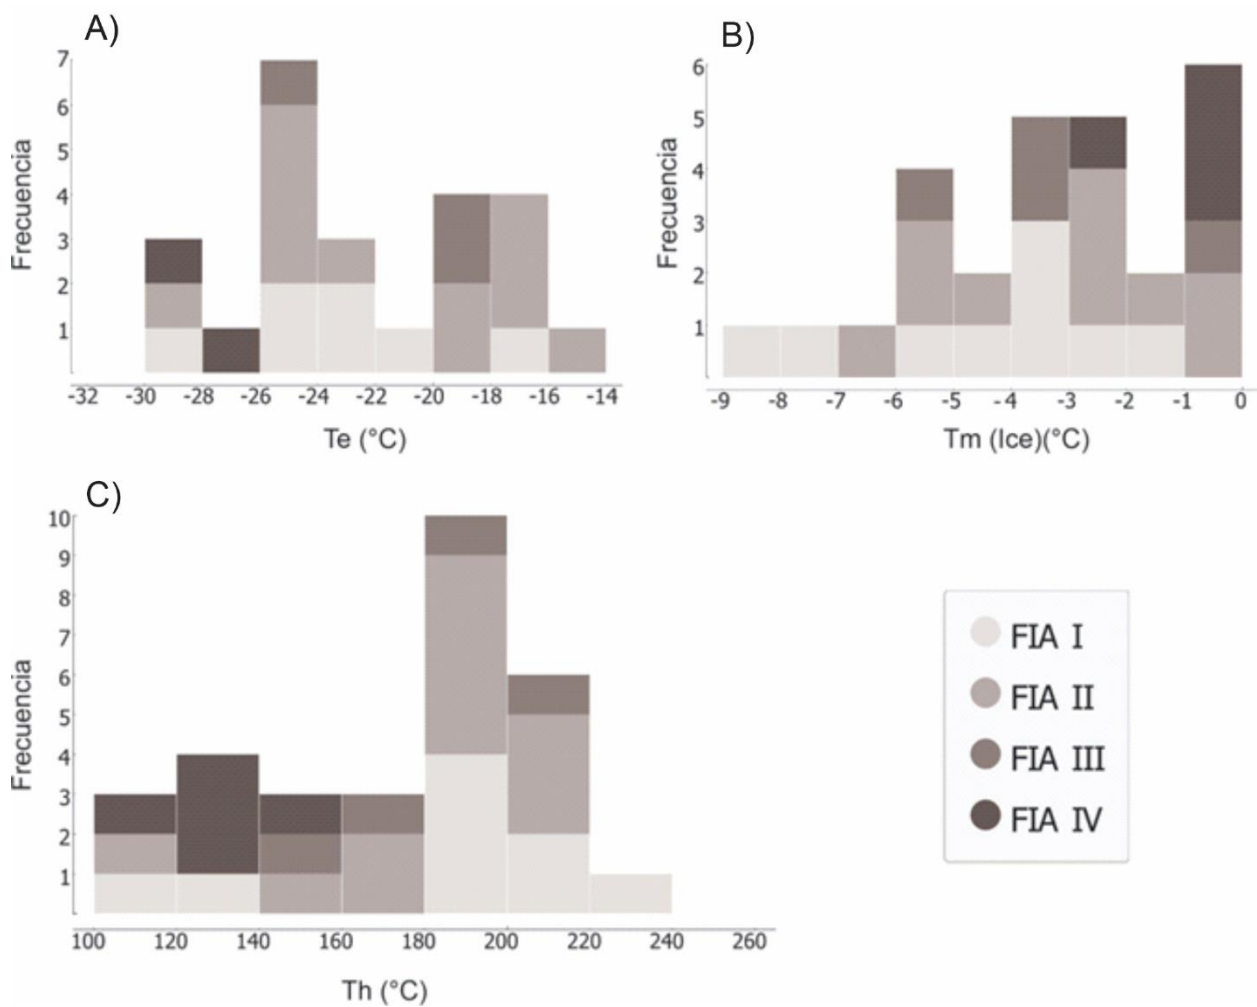 A)
7
6
5
4
3
2
1
Frecuencia
-32 -30 -28 -26 -24 -22 -20 -18 -16 -14
Te (°C)
B)
6
5
4
3
2
1
Frecuencia
-9 -8 -7 -6 -5 -4 -3 -2 -1 0
Tm (Ice)(°C)
C)
10
9
8
7
6
5
4
3
2
1
Frecuencia
100 120 140 160 180 200 220 240 260
Th (°C)
FIA I
FIA II
FIA III
FIA IV